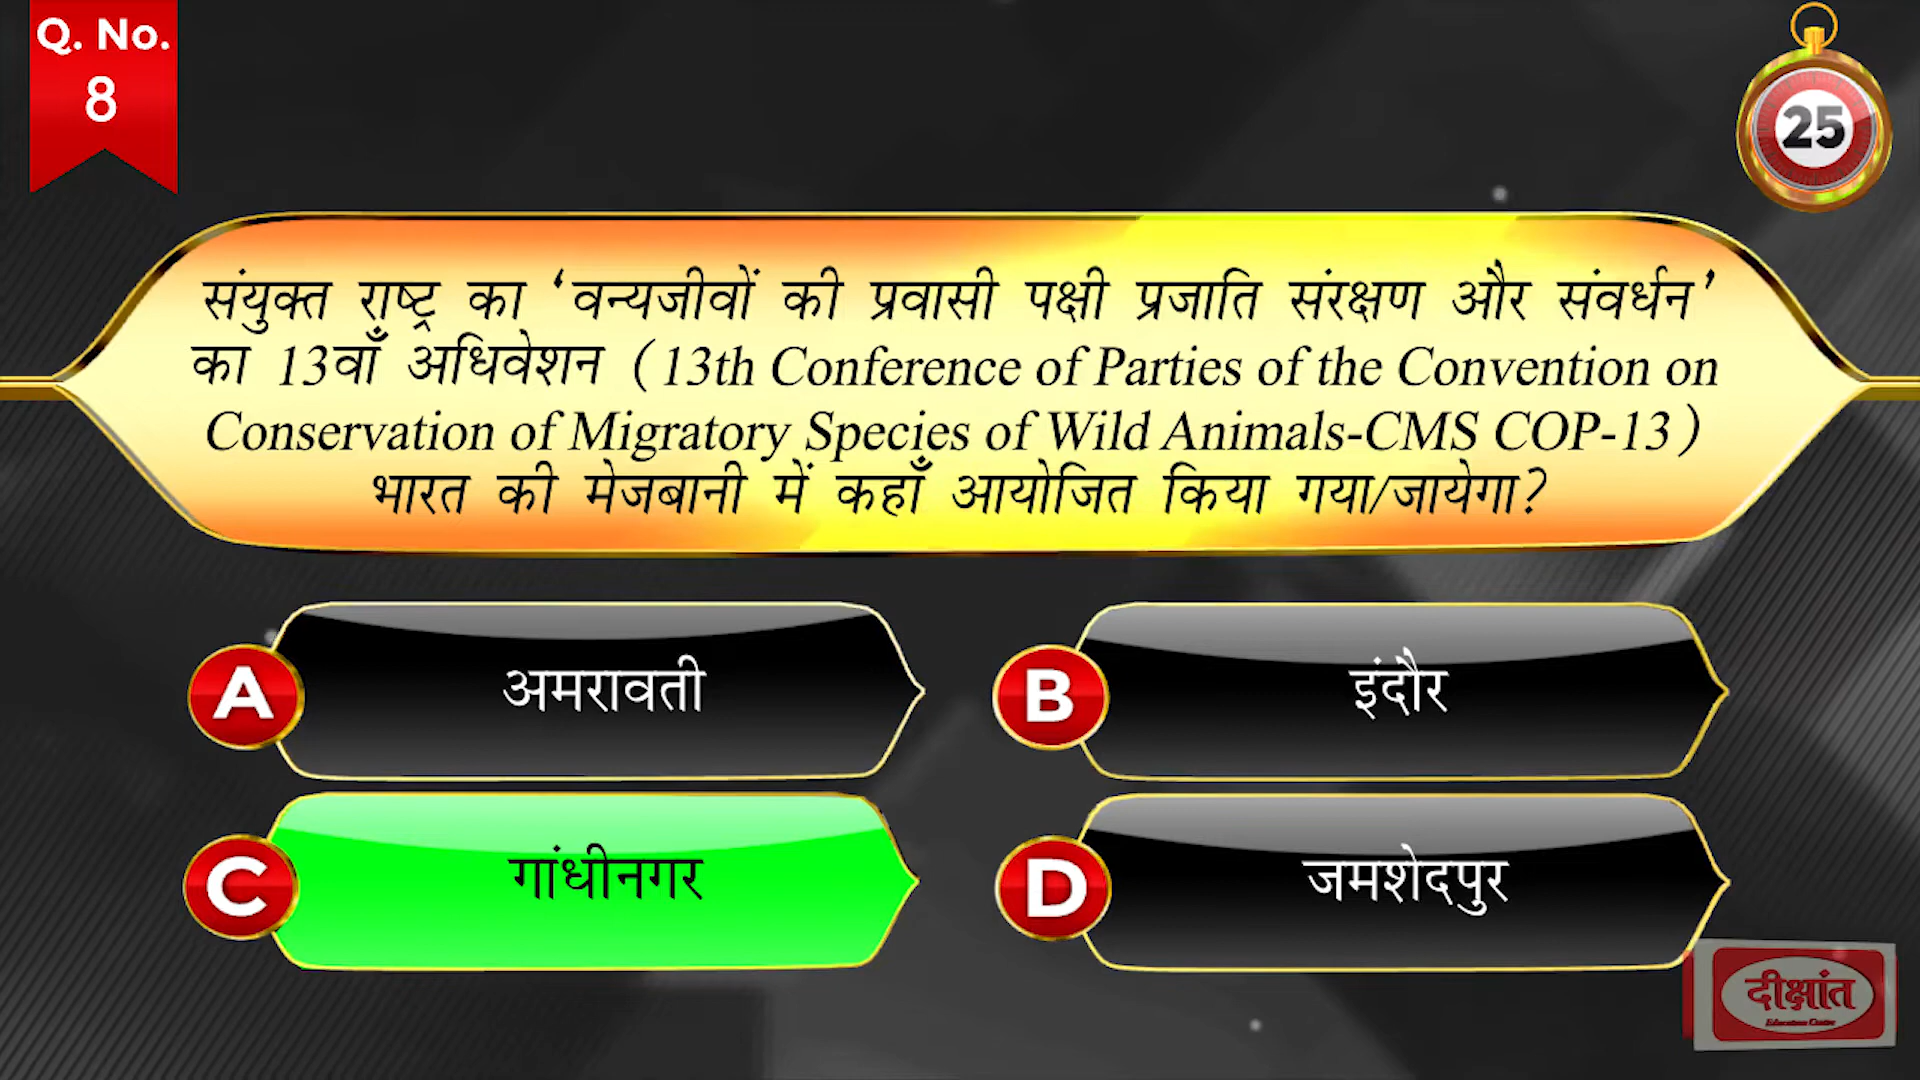 Q. No.
8
25
संयुक्त राष्ट्र का ‘वन्यजीवों की प्रवासी पक्षी प्रजाति संरक्षण और संवर्धन’
का 13वाँ अधिवेशन (13th Conference of Parties of the Convention on
Conservation of Migratory Species of Wild Animals-CMS COP-13)
भारत की मेजबानी में कहाँ आयोजित किया गया/जायेगा?
A अमरावती
B इंदौर
C गांधीनगर
D जमशेदपुर
दीक्षांत
Education Centre